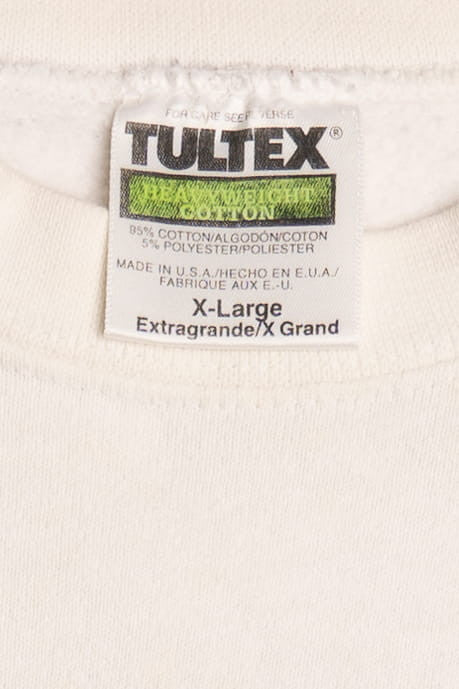 FOR CARE SEE REVERSE
TULTEX®
HEAVYWEIGHT
COTTON
95% COTTON/ALGODÓN/COTON
5% POLYESTER/POLIESTER
MADE IN U.S.A./HECHO EN E.U.A./
FABRIQUE AUX E.-U.
X-Large
Extragrande/X Grand